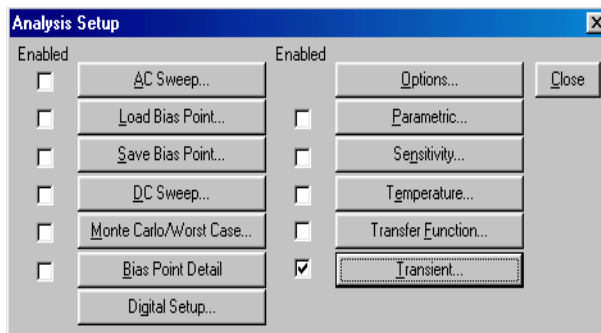 Analysis Setup
Enabled Enabled
AC Sweep... Options... Close
Load Bias Point... Parametric...
Save Bias Point... Sensitivity...
DC Sweep... Temperature...
Monte Carlo/Worst Case... Transfer Function...
Bias Point Detail Transient...
Digital Setup...